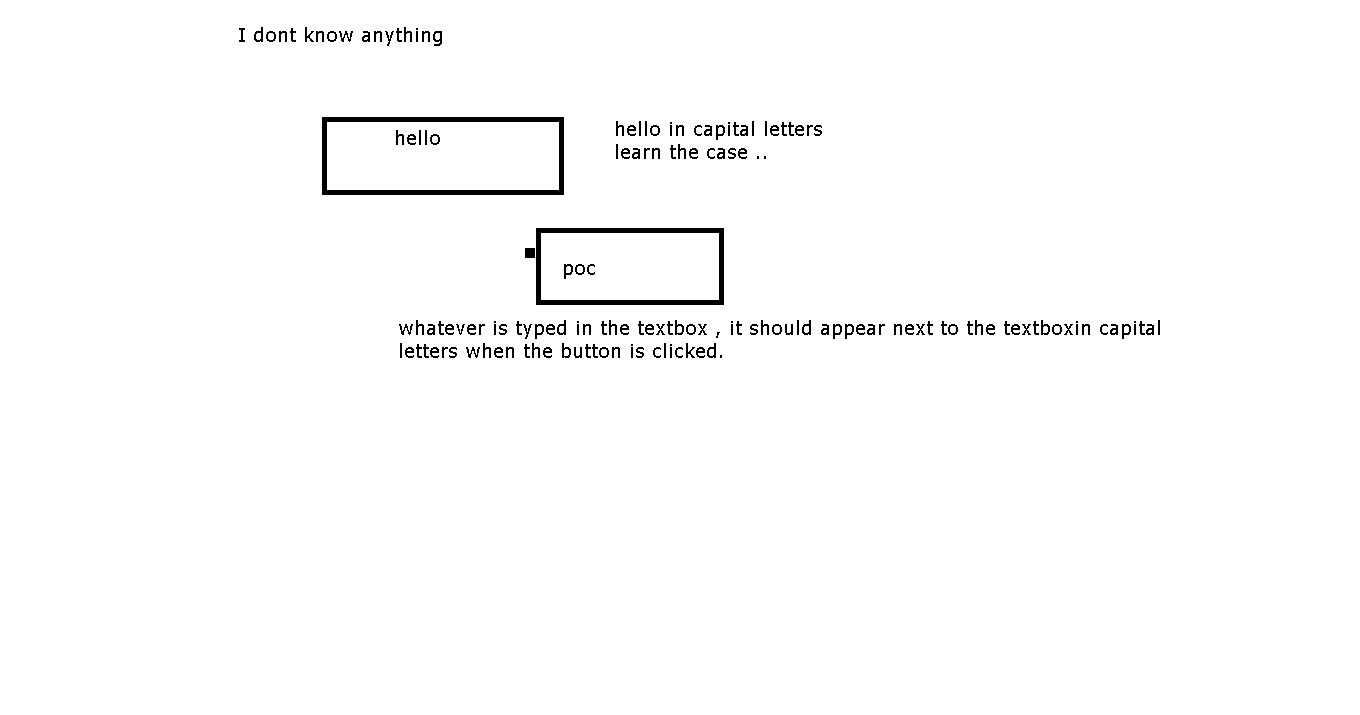 I dont know anything
hello
hello in capital letters
learn the case ..
poc
whatever is typed in the textbox , it should appear next to the textboxin capital
letters when the button is clicked.